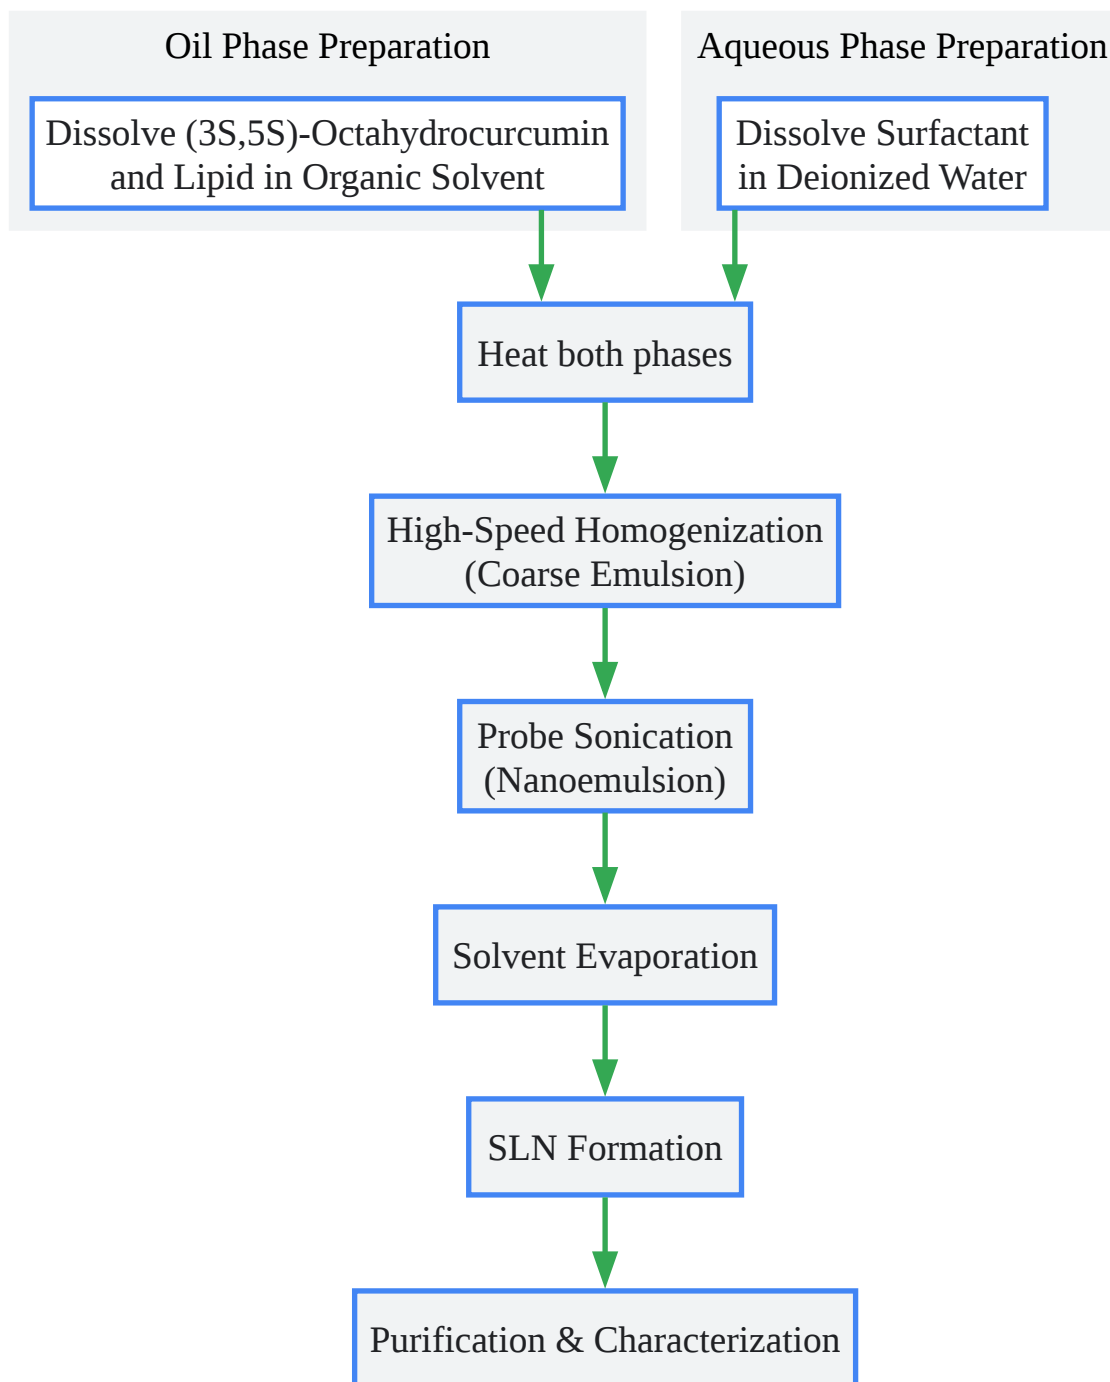 Oil Phase Preparation
Aqueous Phase Preparation
Dissolve (3S,5S)-Octahydrocurcumin
and Lipid in Organic Solvent
Dissolve Surfactant
in Deionized Water
Heat both phases
High-Speed Homogenization
(Coarse Emulsion)
Probe Sonication
(Nanoemulsion)
Solvent Evaporation
SLN Formation
Purification & Characterization